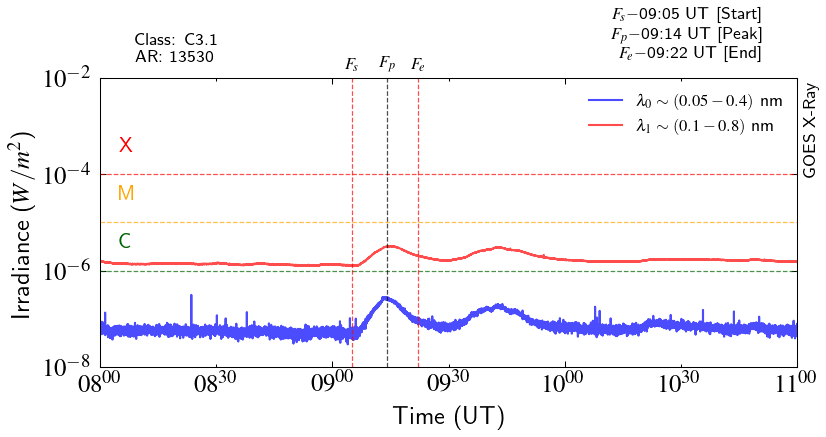 Fs−09:05 UT [Start]
Class: C3.1
Fp−09:14 UT [Peak]
AR: 13530
Fe−09:22 UT [End]
Fs Fp Fe
10⁻²
λ₀ ∼ (0.05 − 0.4) nm
λ₁ ∼ (0.1 − 0.8) nm
GOES X-Ray
X
10⁻⁴
M
C
10⁻⁶
10⁻⁸
Irradiance (W/m²)
08⁰⁰ 08³⁰ 09⁰⁰ 09³⁰ 10⁰⁰ 10³⁰ 11⁰⁰
Time (UT)